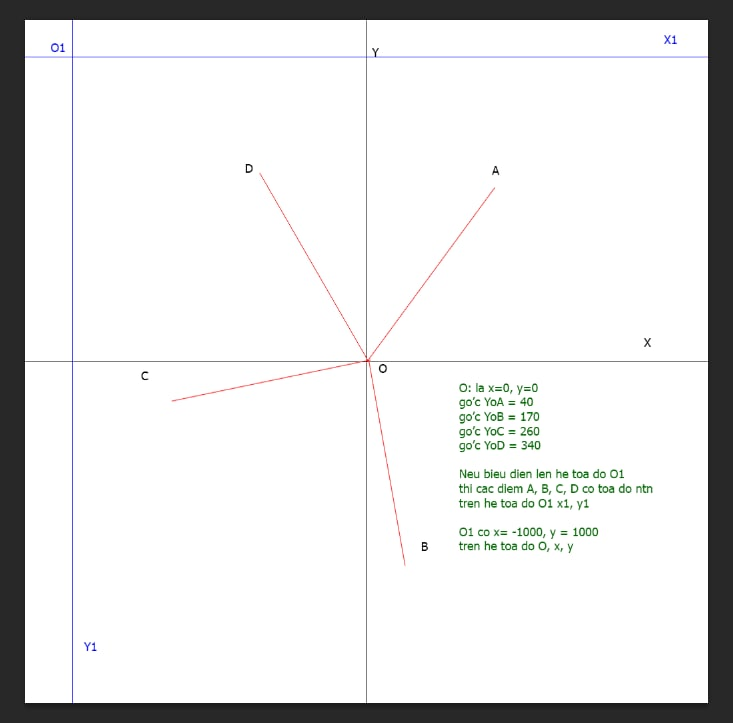 O1
X1
Y
D
A
X
C
O
O: la x=0, y=0
go'c YoA = 40
go'c YoB = 170
go'c YoC = 260
go'c YoD = 340
Neu bieu dien len he toa do O1
thi cac diem A, B, C, D co toa do ntn
tren he toa do O1 x1, y1
O1 co x= -1000, y = 1000
tren he toa do O, x, y
B
Y1